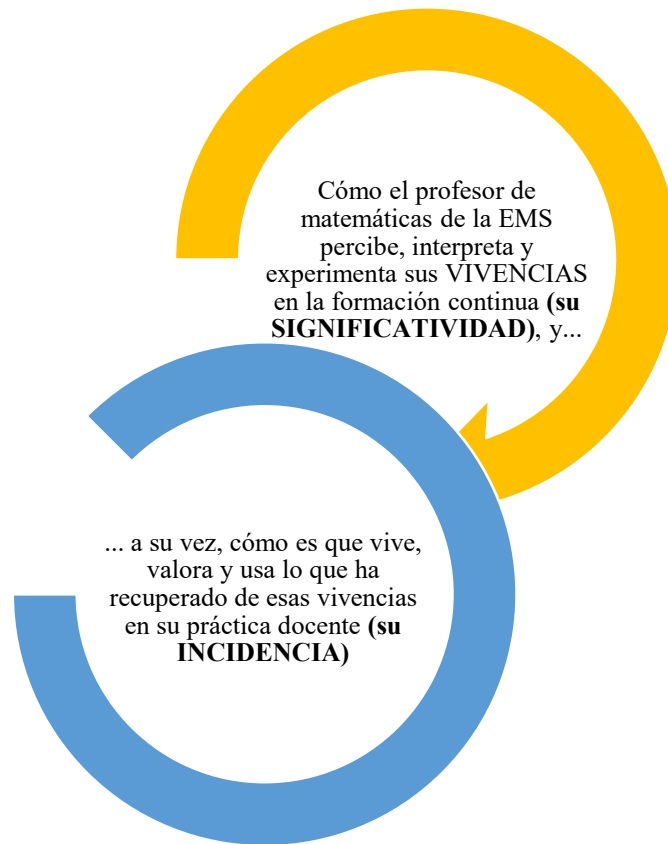 Cómo el profesor de
matemáticas de la EMS
percibe, interpreta y
experimenta sus VIVENCIAS
en la formación continua (su
SIGNIFICATIVIDAD), y...
... a su vez, cómo es que vive,
valora y usa lo que ha
recuperado de esas vivencias
en su práctica docente (su
INCIDENCIA)